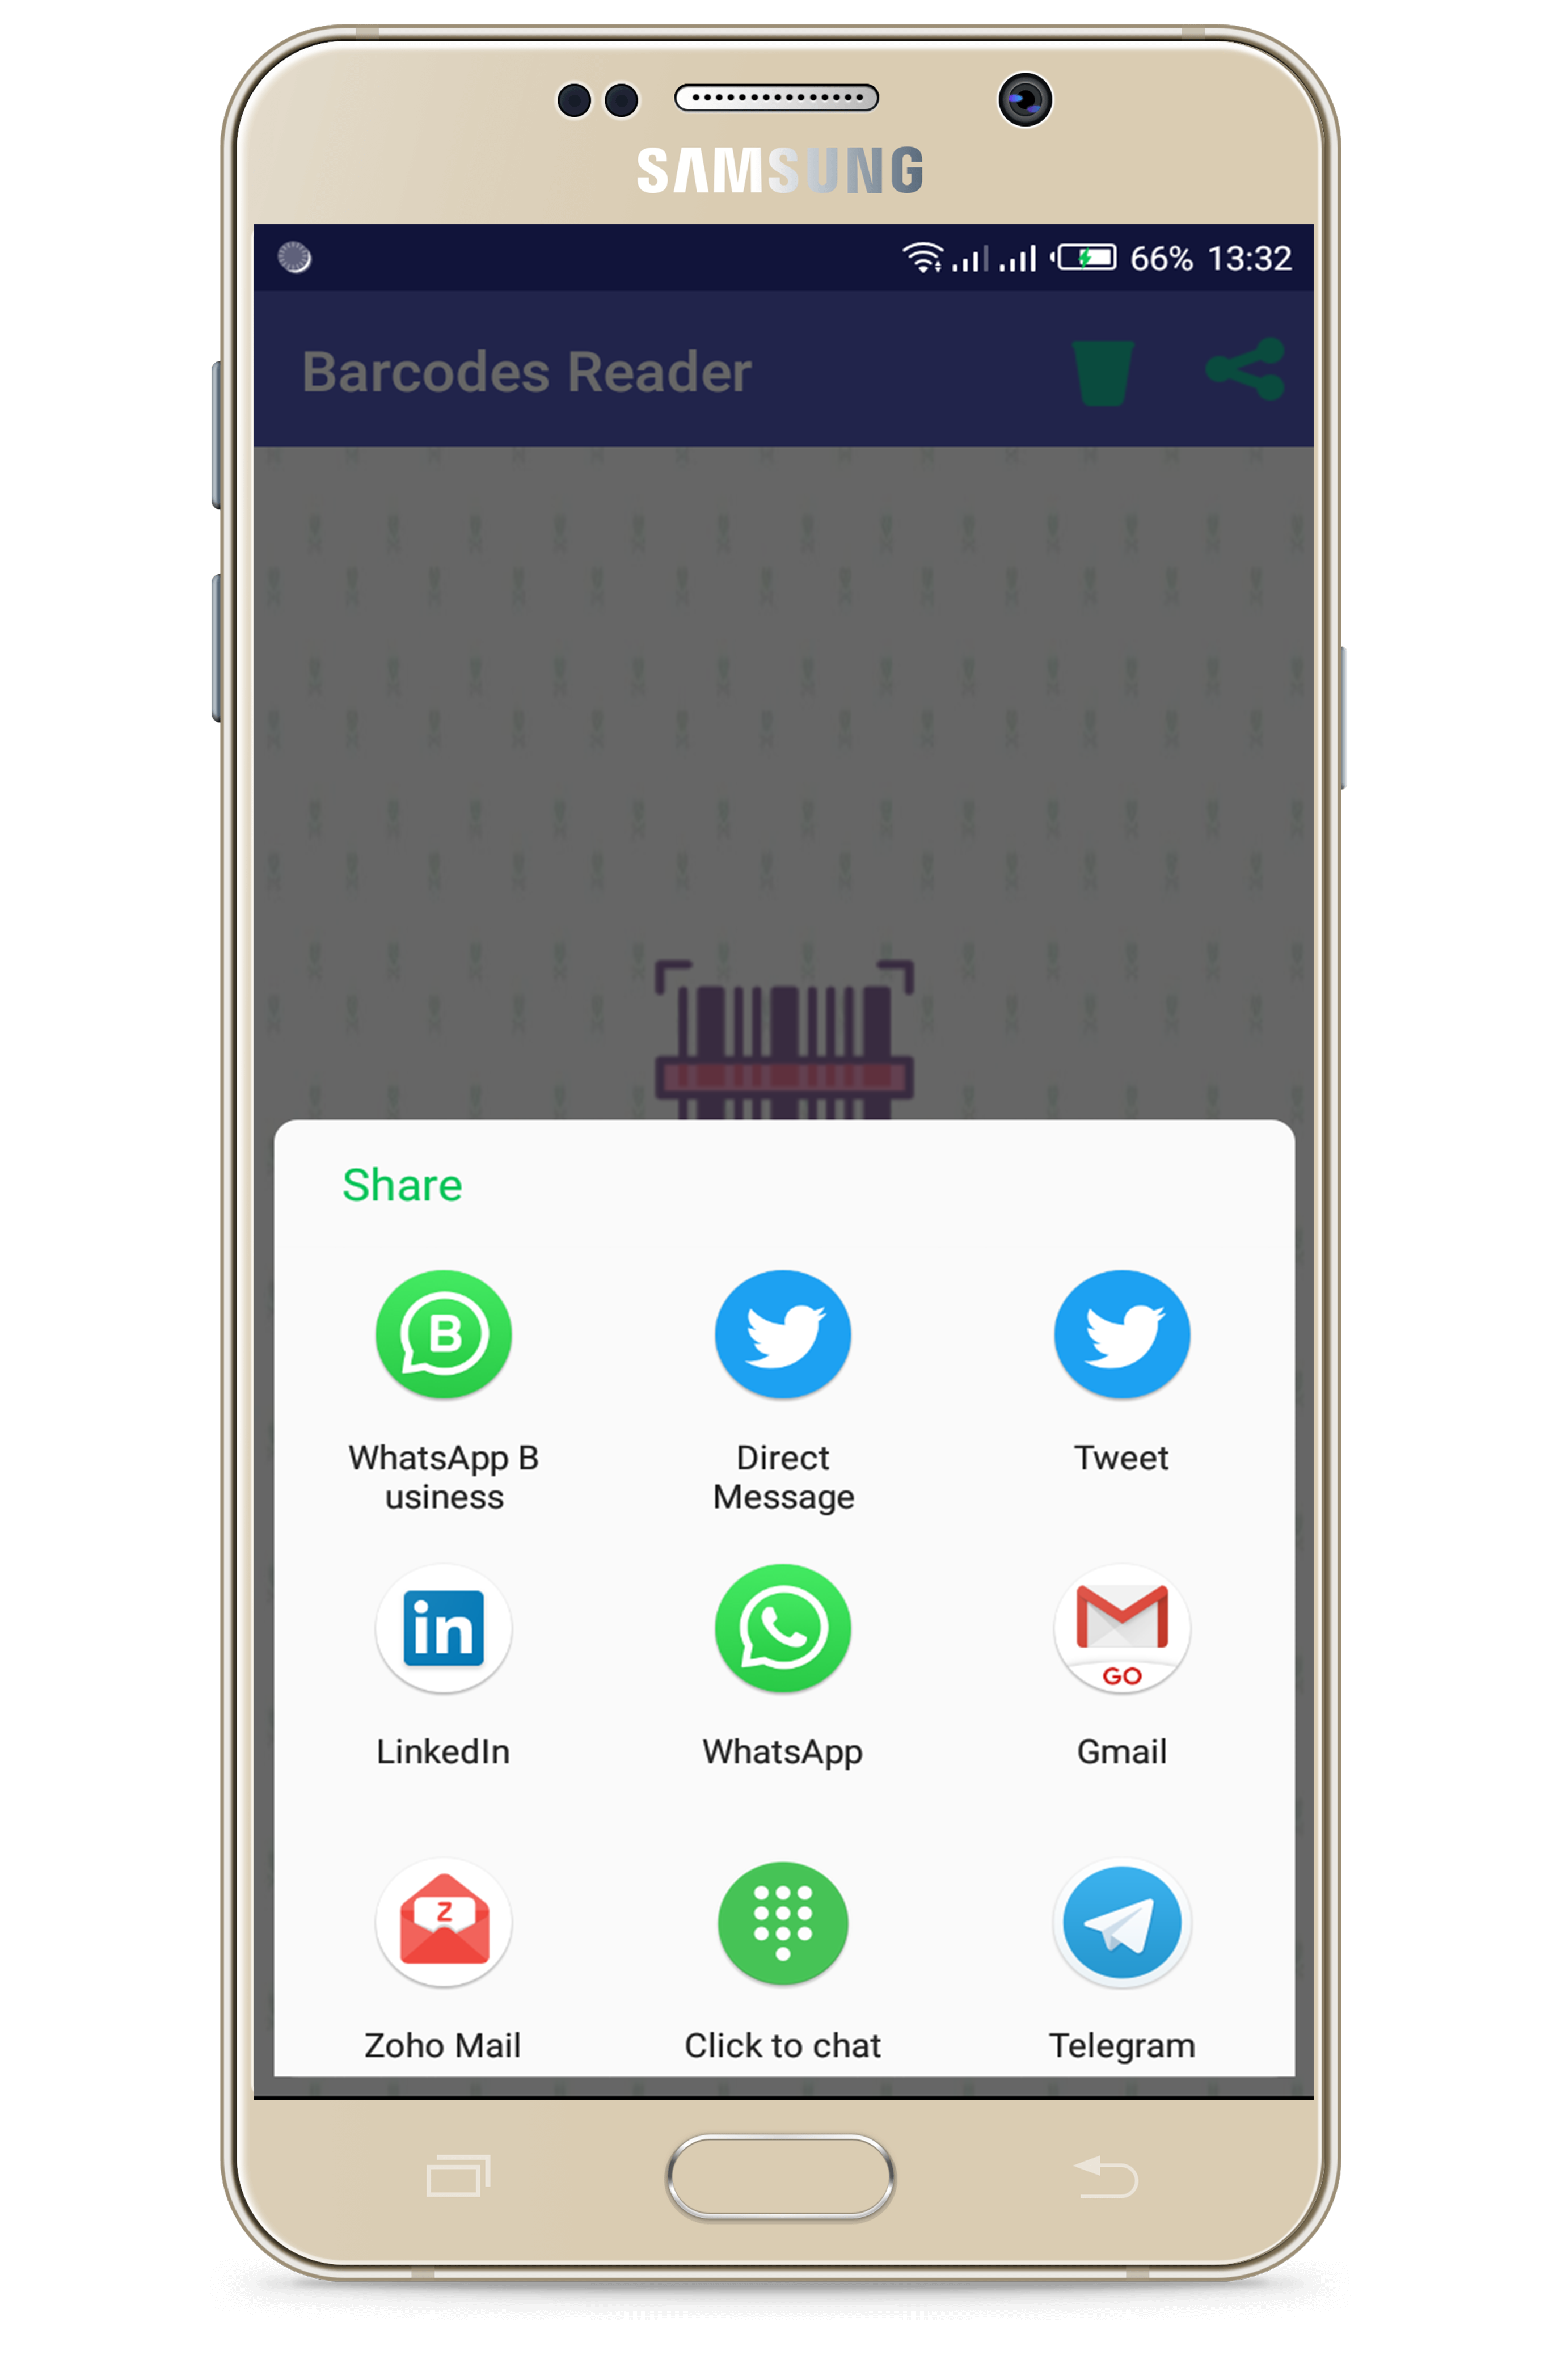 SAMSUNG
66% 13:32
Barcodes Reader
Share
WhatsApp B
usiness
Direct
Message
Tweet
B
in
GO
LinkedIn
WhatsApp
Gmail
Z
Zoho Mail
Click to chat
Telegram